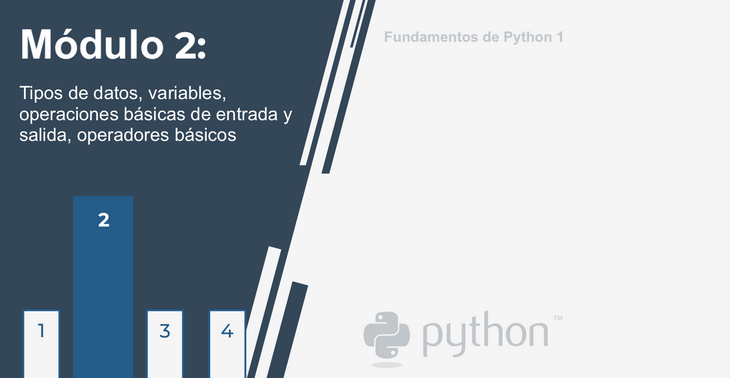 Módulo 2:
Fundamentos de Python 1
Tipos de datos, variables,
operaciones básicas de entrada y
salida, operadores básicos
2
1
3
4
python™